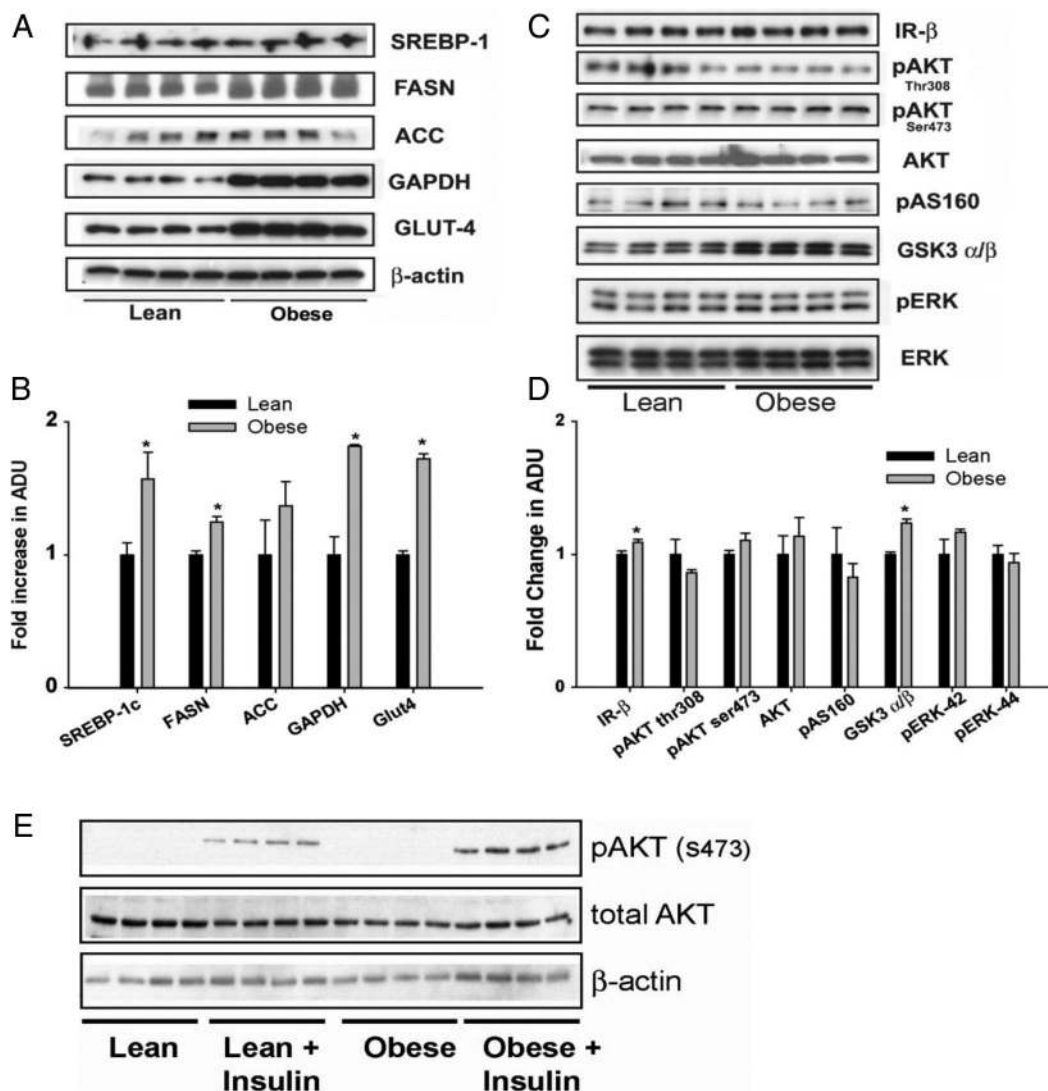 A
SREBP-1
FASN
ACC
GAPDH
GLUT-4
β-actin
Lean Obese
C
IR-β
pAKT
Thr308
pAKT
Ser473
AKT
pAS160
GSK3 α/β
pERK
ERK
Lean Obese
B
Lean
Obese
Fold increase in ADU
2
1
0
*
*
*
*
SREBP-1c FASN ACC GAPDH Glut4
D
Lean
Obese
Fold Change in ADU
2
1
0
*
*
IR-β pAKT thr308 pAKT ser473 AKT pAS160 GSK3 α/β pERK-42 pERK-44
E
pAKT (s473)
total AKT
β-actin
Lean Lean + Insulin Obese Obese + Insulin